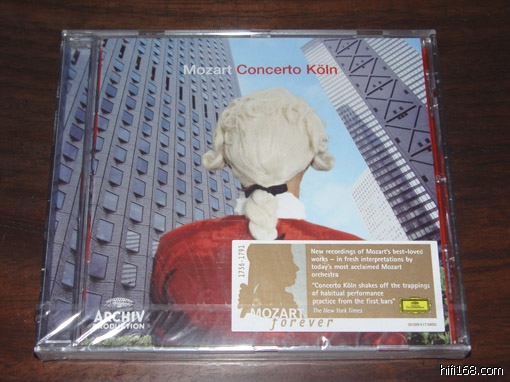 Mozart Concerto Köln
1756-1791
New recordings of Mozart's best-loved
works – in fresh interpretations by
today's most acclaimed Mozart
orchestra
"Concerto Köln shakes off the trappings
of habitual performance
practice from the first bars"
The New York Times
MOZART
forever
ARCHIV
PRODUKTION
hifi168.com